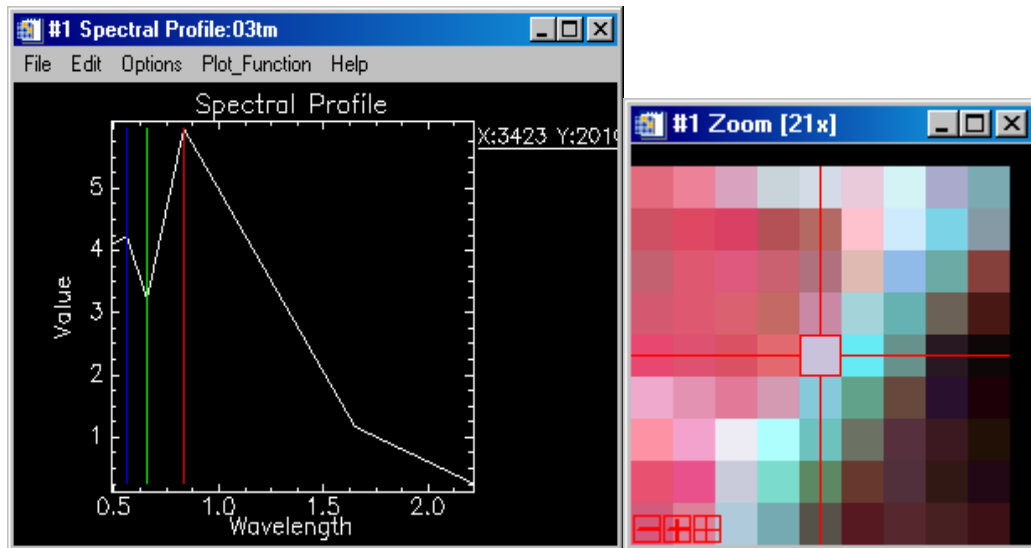 #1 Spectral Profile:03tm
File Edit Options Plot_Function Help
Spectral Profile
X:3423 Y:2019
5
4
3
2
1
Value
0.5 1.0 1.5 2.0
Wavelength
#1 Zoom [21x]